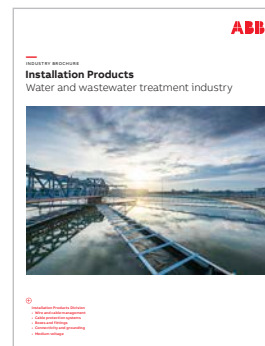 ABB
INDUSTRY BROCHURE
Installation Products
Water and wastewater treatment industry
Installation Products Division:
• Wire and cable management
• Cable protection systems
• Boxes and fittings
• Connectivity and grounding
• Medium voltage